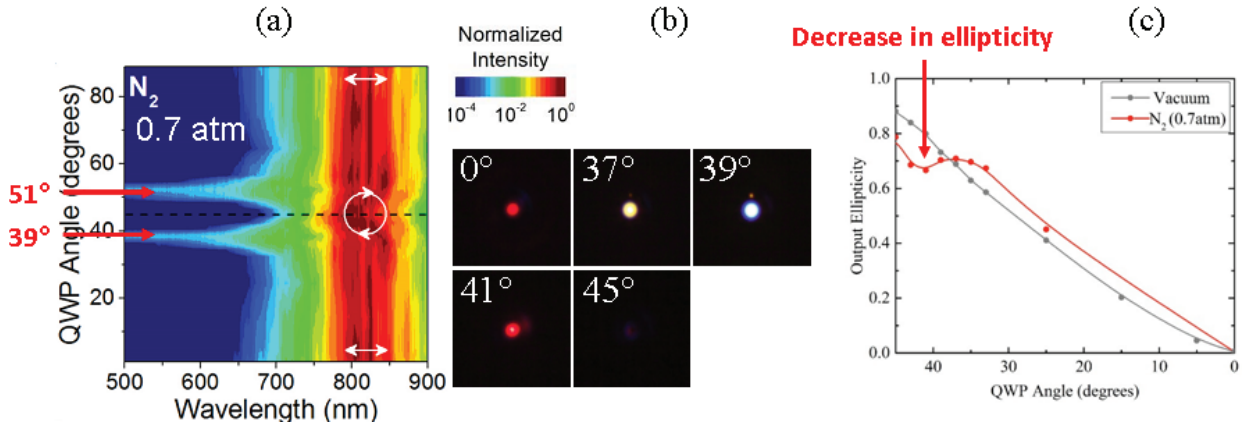 (a)
(b)
(c)
Decrease in ellipticity
Normalized
Intensity
10⁻⁴ 10⁻² 10⁰
N₂
0.7 atm
QWP Angle (degrees)
80
60
40
20
51°
39°
500 600 700 800 900
Wavelength (nm)
0° 37° 39°
41° 45°
Vacuum
N₂ (0.7atm)
Output Ellipticity
1.0
0.8
0.6
0.4
0.2
0.0
40 30 20 10 0
QWP Angle (degrees)